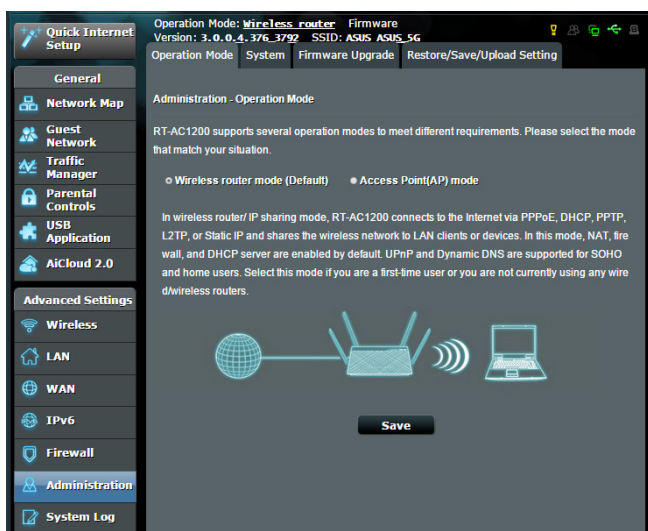 Quick Internet
Setup
General
Network Map
Guest
Network
Traffic
Manager
Parental
Controls
USB
Application
AiCloud 2.0
Advanced Settings
Wireless
LAN
WAN
IPv6
Firewall
Administration
System Log
Operation Mode: Wireless router Firmware
Version: 3.0.0.4.376_3792 SSID: ASUS ASUS_5G
Operation Mode System Firmware Upgrade Restore/Save/Upload Setting
Administration - Operation Mode
RT-AC1200 supports several operation modes to meet different requirements. Please select the mode
that match your situation.
Wireless router mode (Default) Access Point(AP) mode
In wireless router/ IP sharing mode, RT-AC1200 connects to the Internet via PPPoE, DHCP, PPTP,
L2TP, or Static IP and shares the wireless network to LAN clients or devices. In this mode, NAT, fire
wall, and DHCP server are enabled by default. UPnP and Dynamic DNS are supported for SOHO
and home users. Select this mode if you are a first-time user or you are not currently using any wire
d/wireless routers.
Save